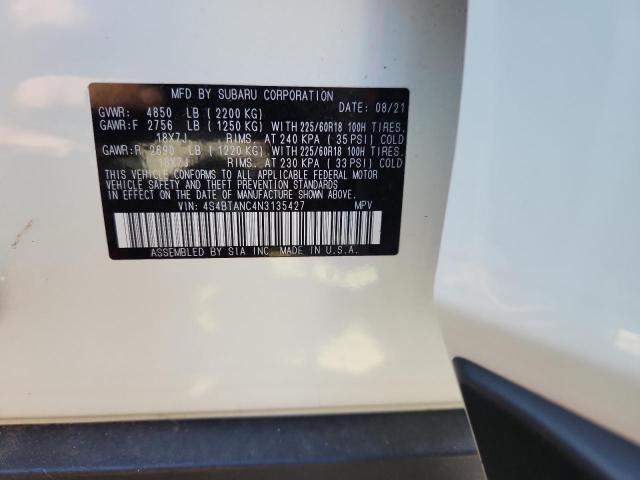 MFD BY SUBARU CORPORATION
GVWR: 4850 LB ( 2200 KG) DATE: 08/21
GAWR:F 2756 LB ( 1250 KG) WITH 225/60R18 100H TIRES,
18X7J RIMS, AT 240 KPA ( 35 PSI) COLD
GAWR:R 2690 LB ( 1220 KG) WITH 225/60R18 100H TIRES,
18X7J RIMS, AT 230 KPA ( 33 PSI) COLD
THIS VEHICLE CONFORMS TO ALL APPLICABLE FEDERAL MOTOR
VEHICLE SAFETY AND THEFT PREVENTION STANDARDS
IN EFFECT ON THE DATE OF MANUFACTURE SHOWN ABOVE.
VIN: 4S4BTANC4N3135427 MPV
ASSEMBLED BY SIA INC. MADE IN U.S.A.